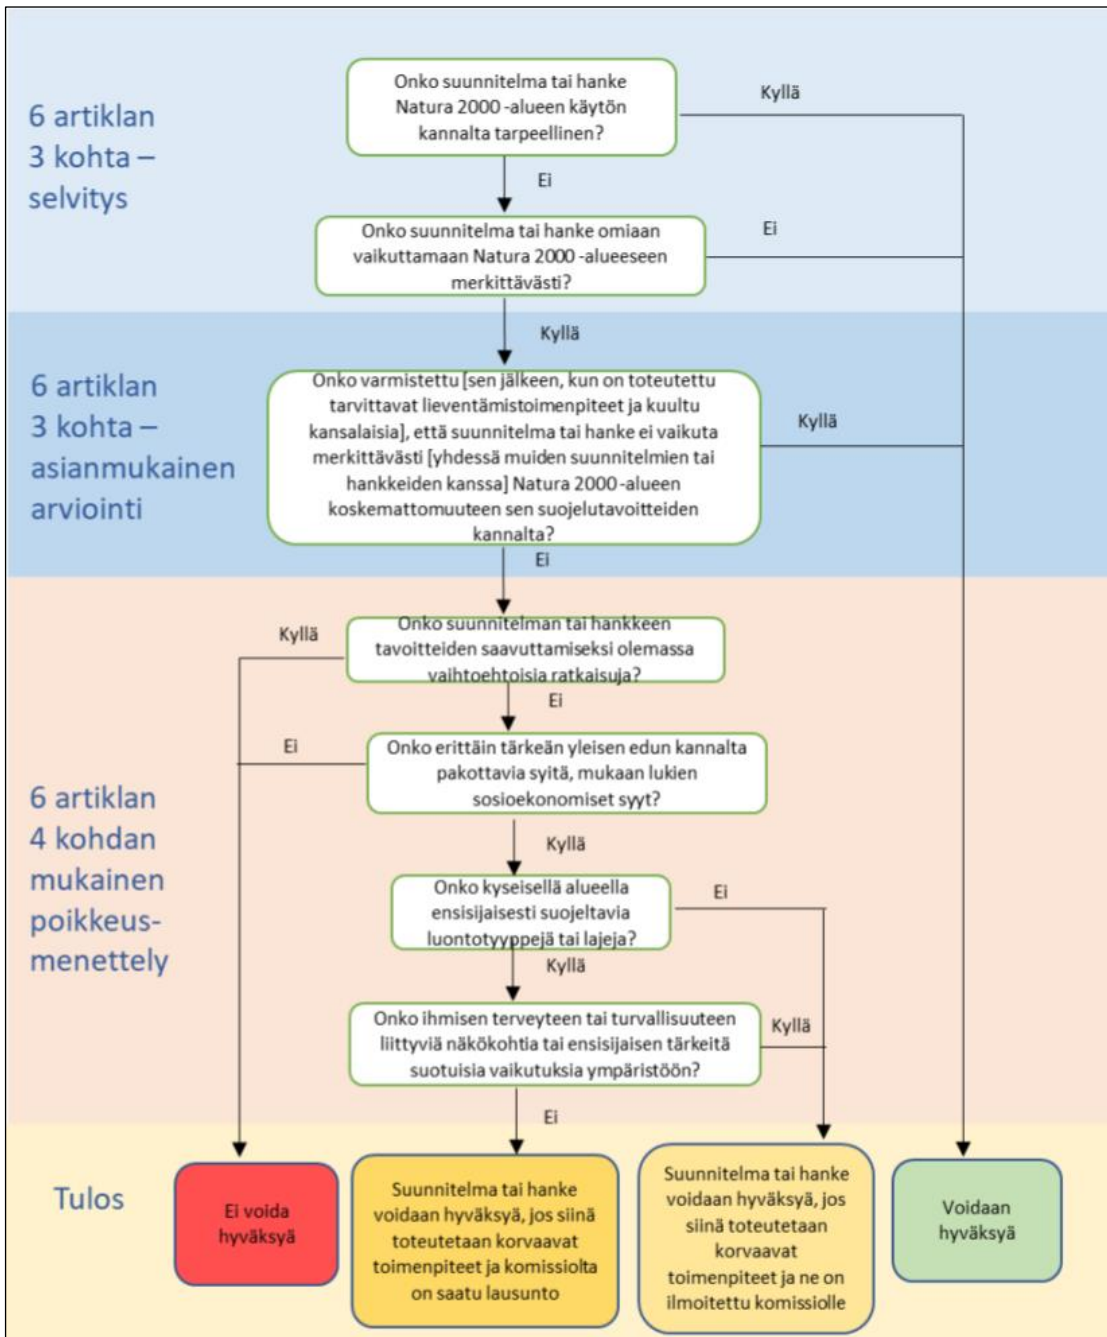 6 artiklan
3 kohta –
selvitys
Onko suunnitelma tai hanke
Natura 2000 -alueen käytön
kannalta tarpeellinen?
Kyllä
Ei
Onko suunnitelma tai hanke omiaan
vaikuttamaan Natura 2000 -alueeseen
merkittävästi?
Ei
Kyllä
6 artiklan
3 kohta –
asianmukainen
arviointi
Onko varmistettu [sen jälkeen, kun on toteutettu
tarvittavat lieventämistoimenpiteet ja kuultu
kansalaisia], että suunnitelma tai hanke ei vaikuta
merkittävästi [yhdessä muiden suunnitelmien tai
hankkeiden kanssa] Natura 2000 -alueen
koskemattomuuteen sen suojelutavoitteiden
kannalta?
Kyllä
Ei
6 artiklan
4 kohdan
mukainen
poikkeus-
menettely
Onko suunnitelman tai hankkeen
tavoitteiden saavuttamiseksi olemassa
vaihtoehtoisia ratkaisuja?
Kyllä
Ei
Onko erittäin tärkeän yleisen edun kannalta
pakottavia syitä, mukaan lukien
sosioekonomiset syyt?
Ei
Kyllä
Onko kyseisellä alueella
ensisijaisesti suojeltavia
luontotyyppejä tai lajeja?
Ei
Kyllä
Onko ihmisen terveyteen tai turvallisuuteen
liittyviä näkökohtia tai ensisijaisen tärkeitä
suotuisia vaikutuksia ympäristöön?
Kyllä
Ei
Tulos
Ei voida
hyväksyä
Suunnitelma tai hanke
voidaan hyväksyä, jos siinä
toteutetaan korvaavat
toimenpiteet ja komissiolta
on saatu lausunto
Suunnitelma tai hanke
voidaan hyväksyä, jos
siinä toteutetaan
korvaavat
toimenpiteet ja ne on
ilmoitettu komissiolle
Voidaan
hyväksyä